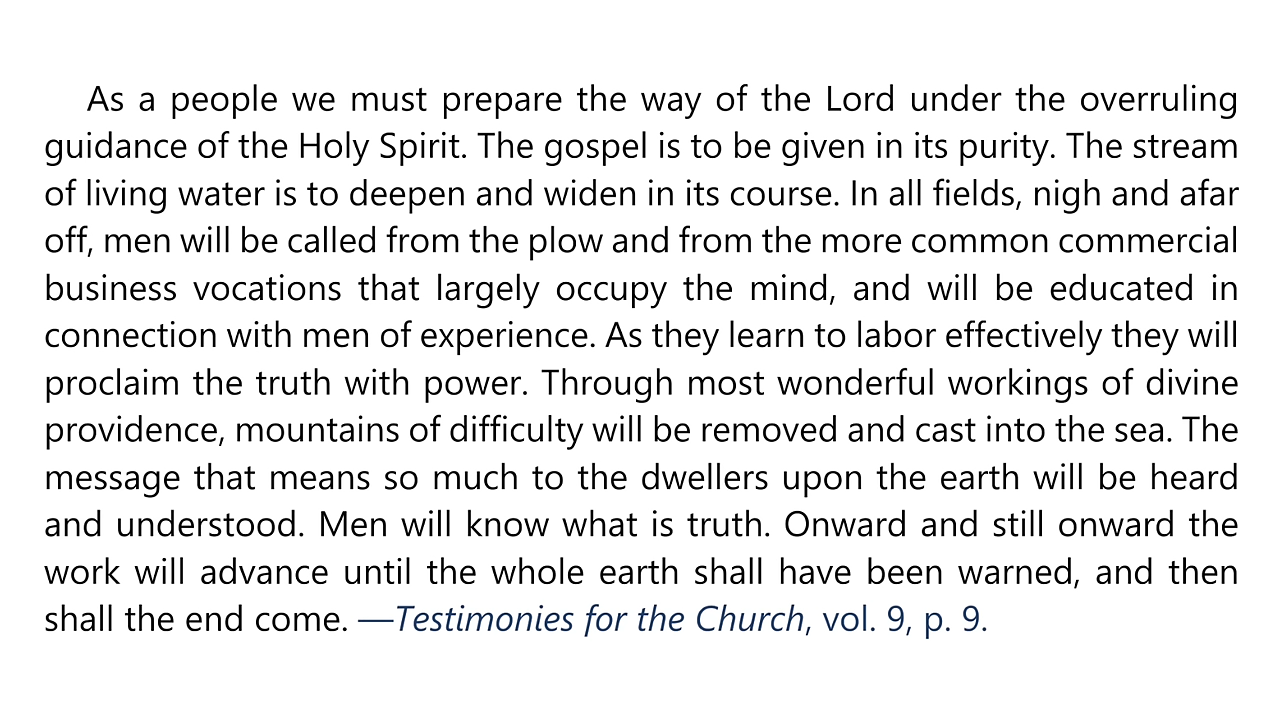 As a people we must prepare the way of the Lord under the overruling
guidance of the Holy Spirit. The gospel is to be given in its purity. The stream
of living water is to deepen and widen in its course. In all fields, nigh and afar
off, men will be called from the plow and from the more common commercial
business vocations that largely occupy the mind, and will be educated in
connection with men of experience. As they learn to labor effectively they will
proclaim the truth with power. Through most wonderful workings of divine
providence, mountains of difficulty will be removed and cast into the sea. The
message that means so much to the dwellers upon the earth will be heard
and understood. Men will know what is truth. Onward and still onward the
work will advance until the whole earth shall have been warned, and then
shall the end come. —Testimonies for the Church, vol. 9, p. 9.